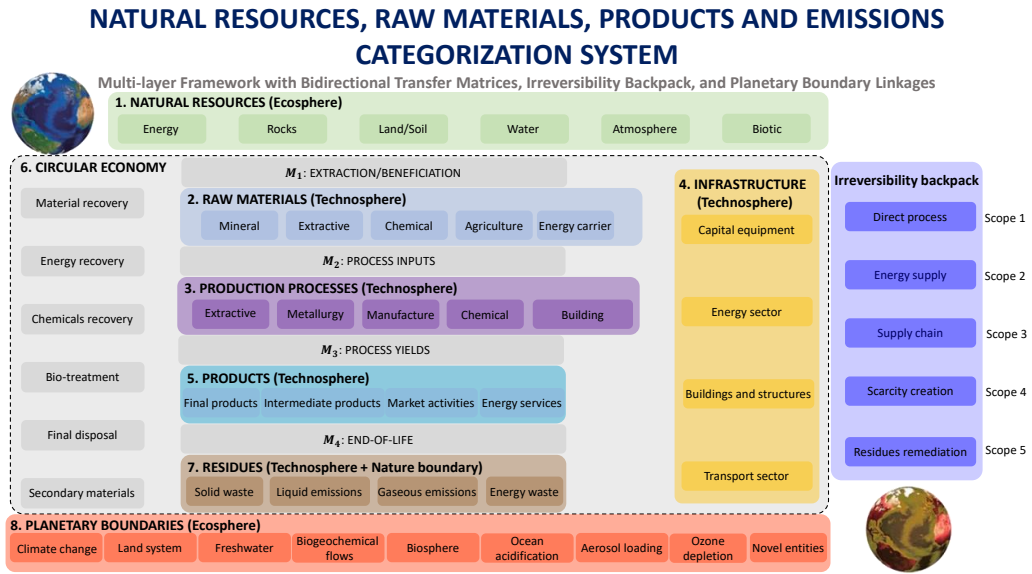 NATURAL RESOURCES, RAW MATERIALS, PRODUCTS AND EMISSIONS
CATEGORIZATION SYSTEM
Multi-layer Framework with Bidirectional Transfer Matrices, Irreversibility Backpack, and Planetary Boundary Linkages
1. NATURAL RESOURCES (Ecosphere)
Energy
Rocks
Land/Soil
Water
Atmosphere
Biotic
6. CIRCULAR ECONOMY
Material recovery
Energy recovery
Chemicals recovery
Bio-treatment
Final disposal
Secondary materials
M₁: EXTRACTION/BENEFICIATION
2. RAW MATERIALS (Technosphere)
Mineral
Extractive
Chemical
Agriculture
Energy carrier
M₂: PROCESS INPUTS
3. PRODUCTION PROCESSES (Technosphere)
Extractive
Metallurgy
Manufacture
Chemical
Building
M₃: PROCESS YIELDS
5. PRODUCTS (Technosphere)
Final products
Intermediate products
Market activities
Energy services
M₄: END-OF-LIFE
7. RESIDUES (Technosphere + Nature boundary)
Solid waste
Liquid emissions
Gaseous emissions
Energy waste
4. INFRASTRUCTURE
(Technosphere)
Capital equipment
Energy sector
Buildings and structures
Transport sector
Irreversibility backpack
Direct process
Scope 1
Energy supply
Scope 2
Supply chain
Scope 3
Scarcity creation
Scope 4
Residues remediation
Scope 5
8. PLANETARY BOUNDARIES (Ecosphere)
Climate change
Land system
Freshwater
Biogeochemical
flows
Biosphere
Ocean
acidification
Aerosol loading
Ozone
depletion
Novel entities